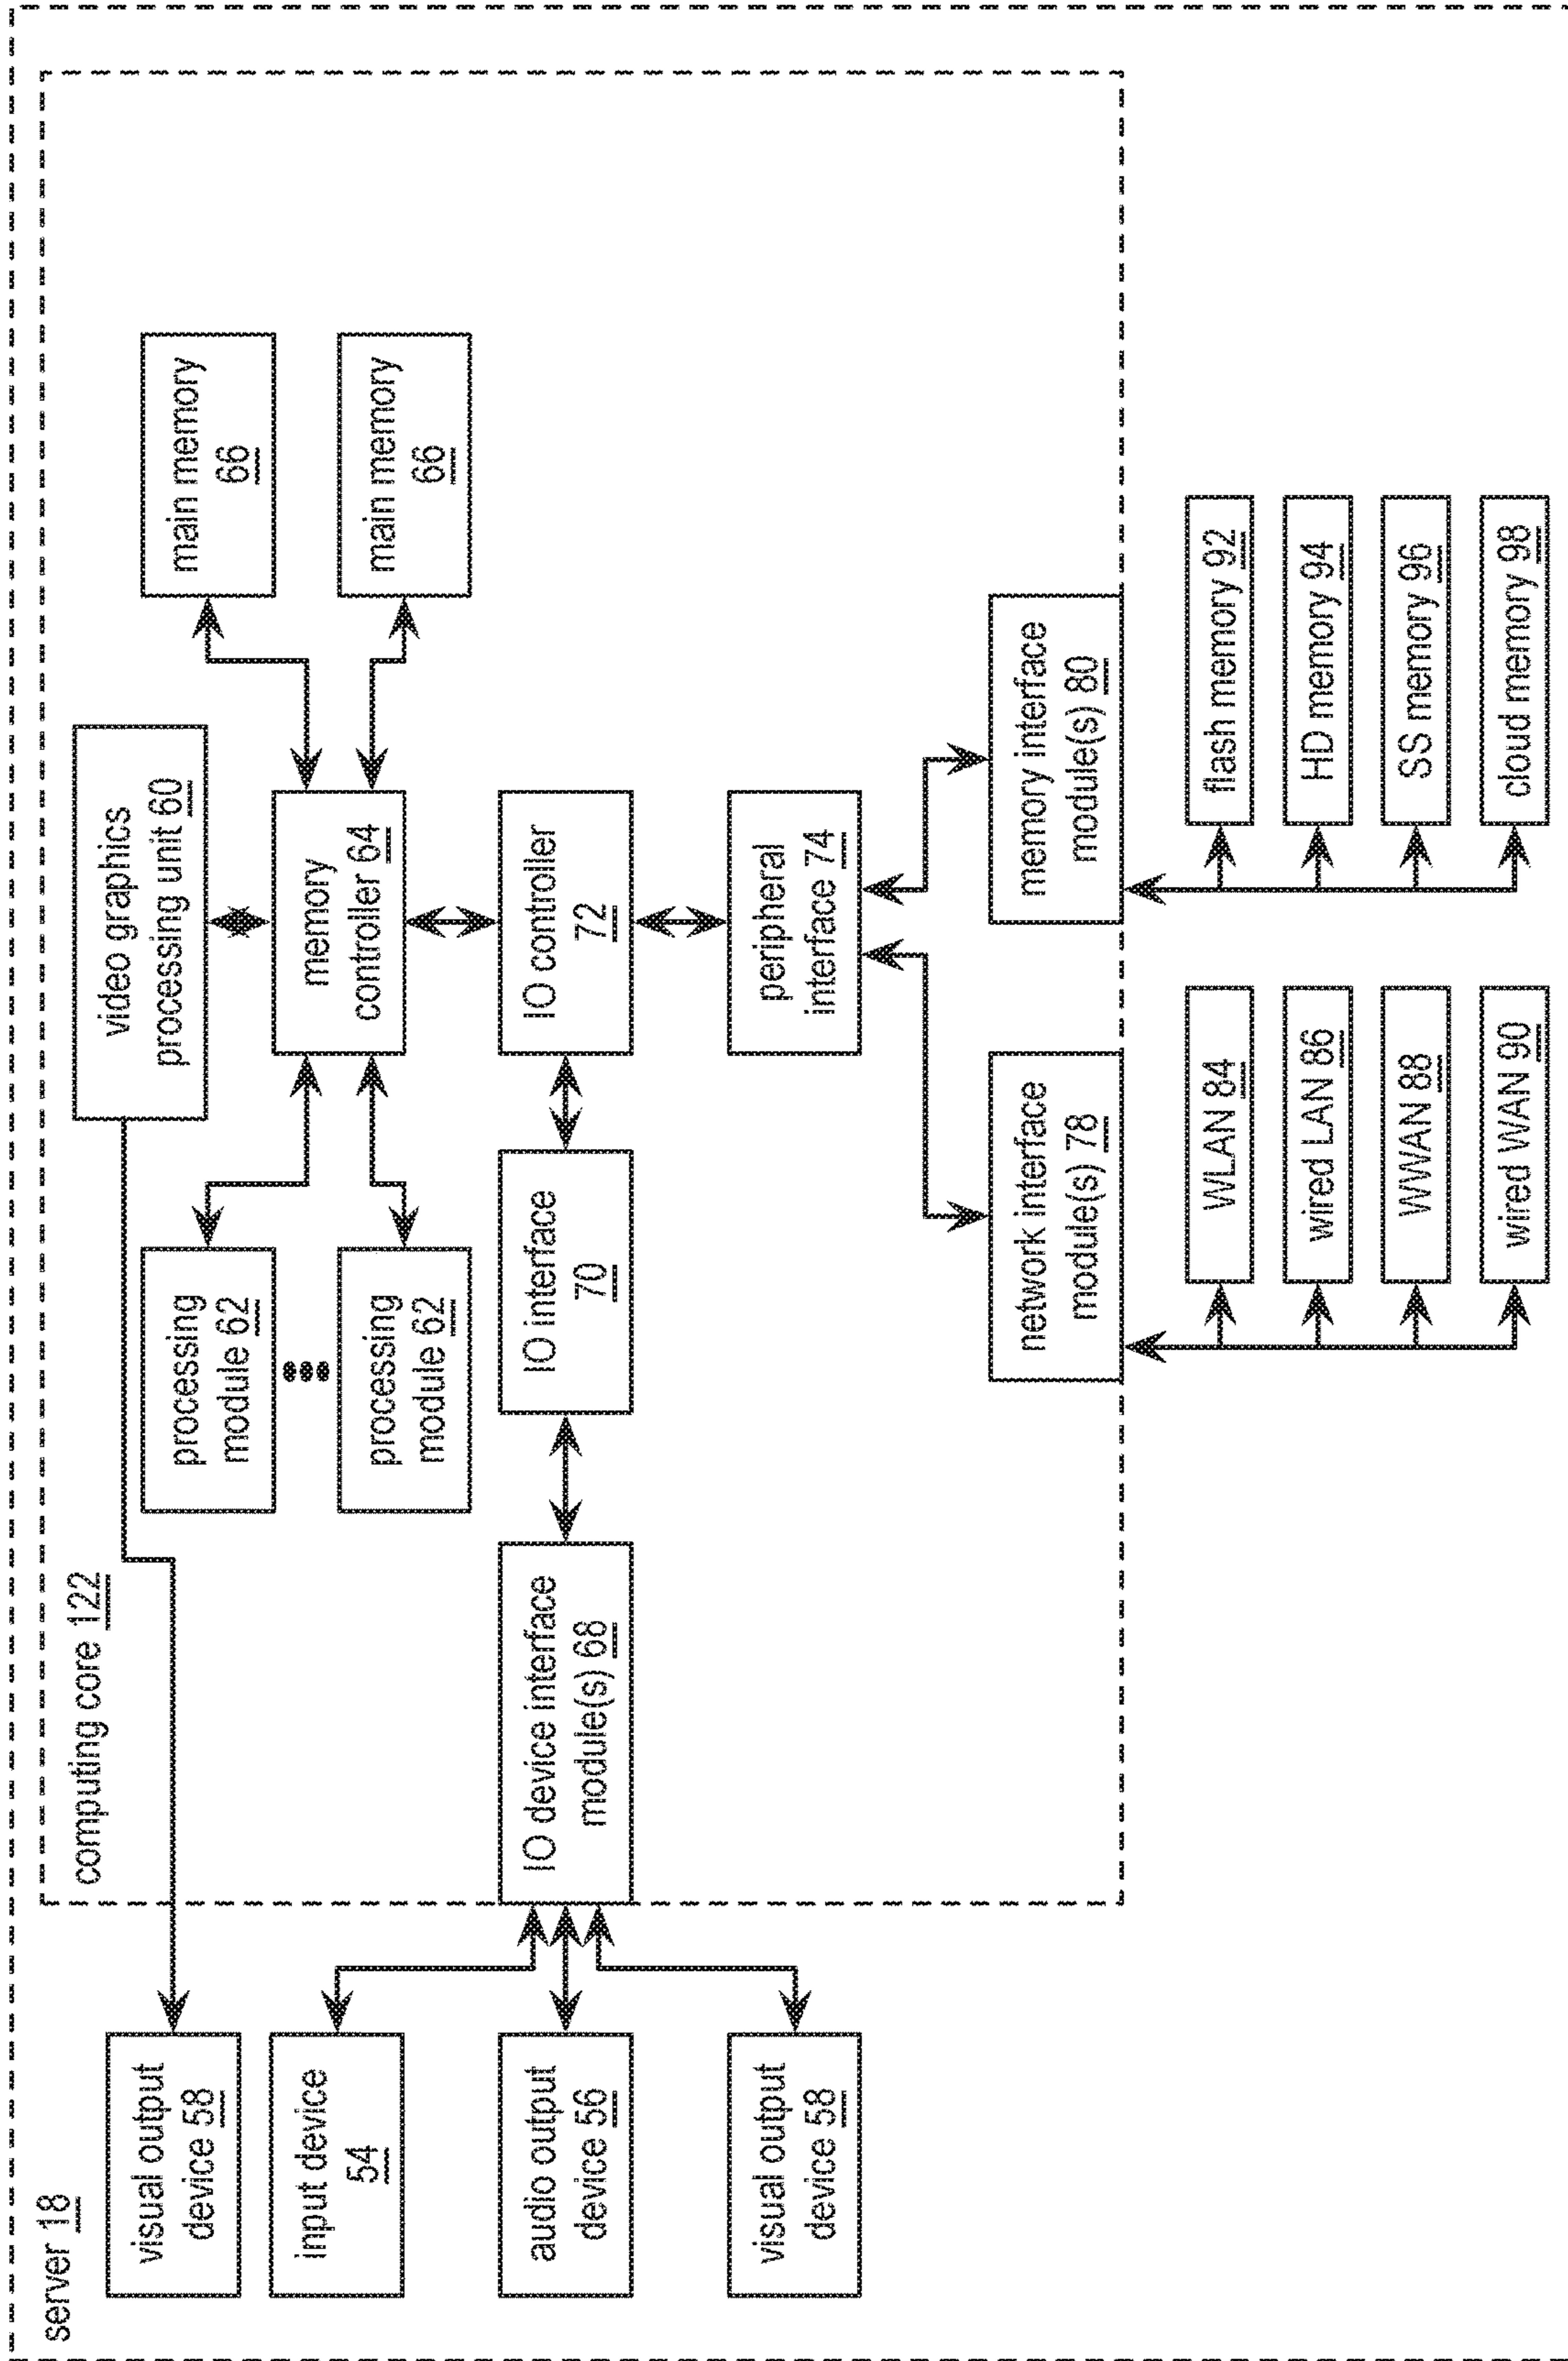 server 18
computing core 122
visual output
device 58
input device
54
audio output
device 56
visual output
device 58
video graphics
processing unit 60
processing
module 62
processing
module 62
memory
controller 64
main memory
66
main memory
66
IO device interface
module(s) 68
IO interface
70
IO controller
72
peripheral
interface 74
network interface
module(s) 78
memory interface
module(s) 80
WLAN 84
wired LAN 86
WWAN 88
wired WAN 90
flash memory 92
HD memory 94
SS memory 96
cloud memory 98